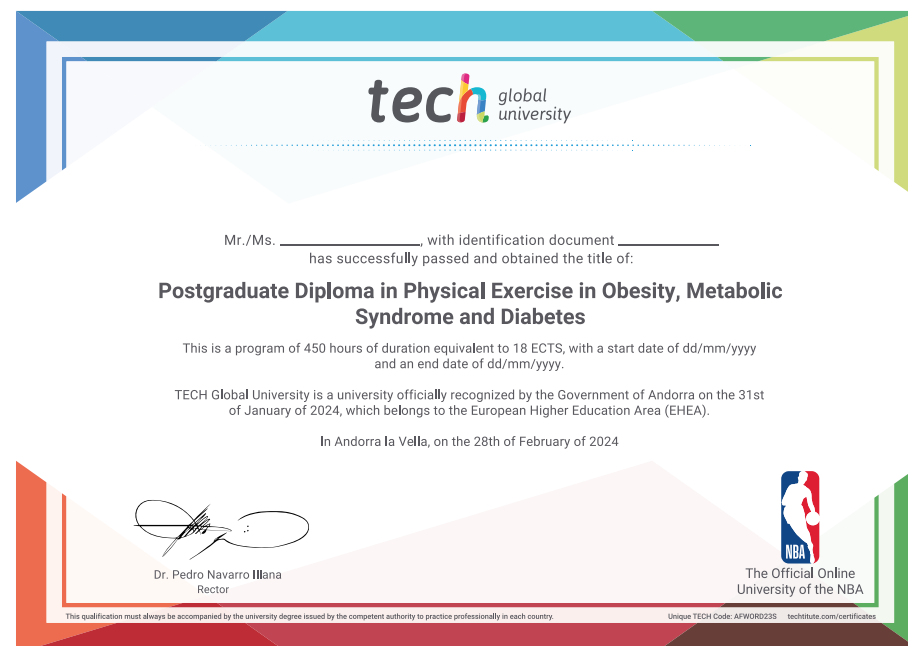 tech global university
Mr./Ms. ____________, with identification document ____________
has successfully passed and obtained the title of:
Postgraduate Diploma in Physical Exercise in Obesity, Metabolic
Syndrome and Diabetes
This is a program of 450 hours of duration equivalent to 18 ECTS, with a start date of dd/mm/yyyy
and an end date of dd/mm/yyyy.
TECH Global University is a university officially recognized by the Government of Andorra on the 31st
of January of 2024, which belongs to the European Higher Education Area (EHEA).
In Andorra la Vella, on the 28th of February of 2024
Dr. Pedro Navarro Illana
Rector
NBA
The Official Online
University of the NBA
This qualification must always be accompanied by the university degree issued by the competent authority to practice professionally in each country.
Unique TECH Code: AFWORD23S techtitute.com/certificates